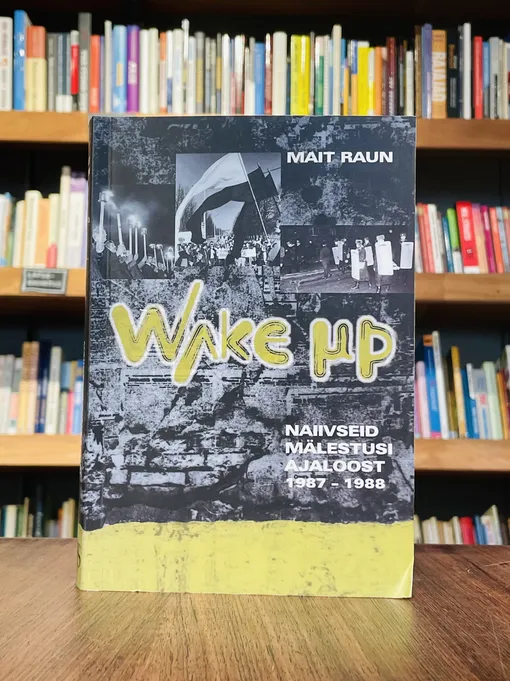 MAIT RAUN
WAKE UP
NAIIVSEID
MÄLESTUSI
AJALOOST
1987 – 1988